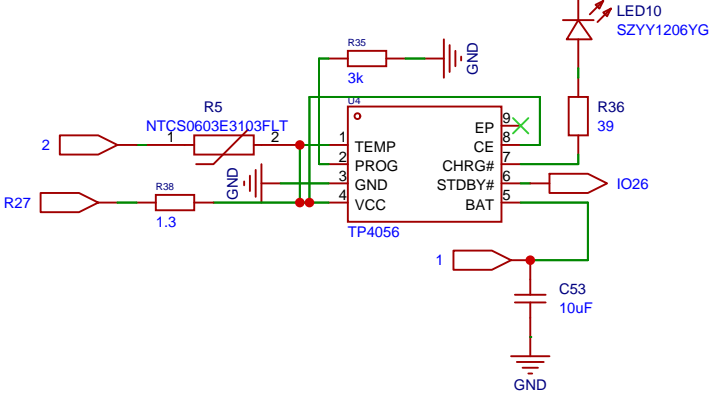 LED10
SZYY1206YG
R35
3k
GND
U4
R5
NTCS0603E3103FLT
R36
39
2
1
2
1
TEMP
2
PROG
3
GND
4
VCC
9
EP
8
CE
7
CHRG#
6
STDBY#
5
BAT
TP4056
GND
IO26
R27
R38
1.3
1
C53
10uF
GND